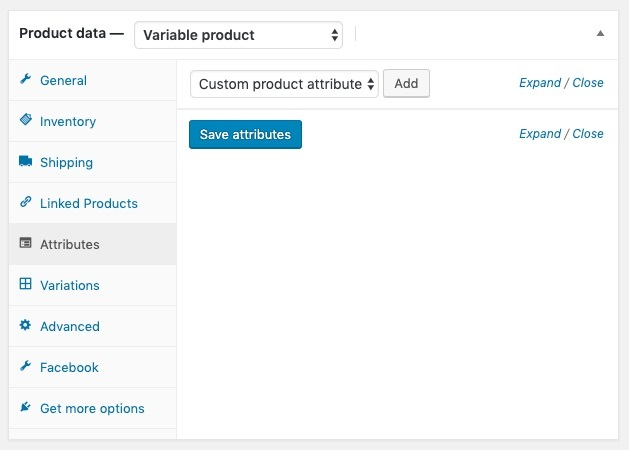 Product data — Variable product
General
Custom product attribute Add Expand / Close
Inventory
Save attributes Expand / Close
Shipping
Linked Products
Attributes
Variations
Advanced
Facebook
Get more options